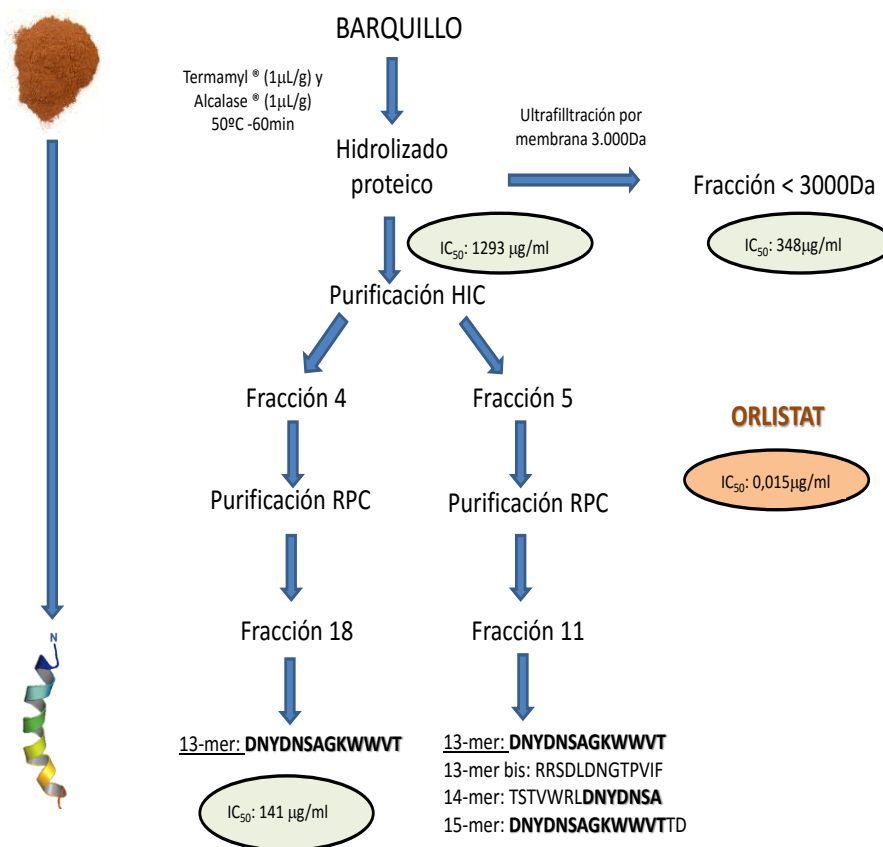 BARQUILLO
Termamyl ® (1μL/g) y
Alcalase ® (1μL/g)
50ºC -60min
Ultrafilltración por
membrana 3.000Da
Hidrolizado
proteico
Fracción < 3000Da
IC50: 1293 μg/ml
IC50: 348μg/ml
Purificación HIC
Fracción 4
Fracción 5
ORLISTAT
IC50: 0,015μg/ml
Purificación RPC
Purificación RPC
Fracción 18
Fracción 11
N
13-mer: DNYDNSAGKWWVT
13-mer: DNYDNSAGKWWVT
13-mer bis: RRSDLDNGTPVIF
14-mer: TSTVWRLDNYDNSA
15-mer: DNYDNSAGKWWVTTD
IC50: 141 μg/ml